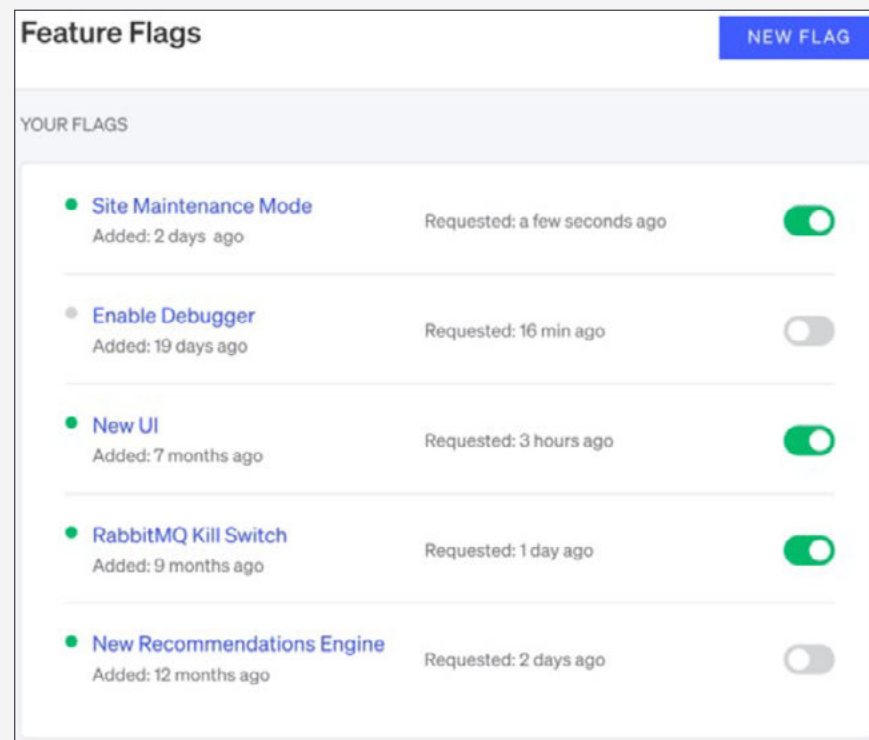 Feature Flags
NEW FLAG
YOUR FLAGS
Site Maintenance Mode
Requested: a few seconds ago
Added: 2 days ago
Enable Debugger
Requested: 16 min ago
Added: 19 days ago
New UI
Requested: 3 hours ago
Added: 7 months ago
RabbitMQ Kill Switch
Requested: 1 day ago
Added: 9 months ago
New Recommendations Engine
Requested: 2 days ago
Added: 12 months ago